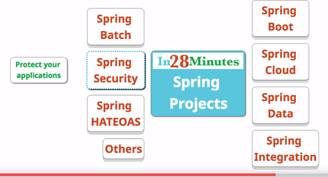 Spring
Batch
Spring
Boot
Protect your
applications
Spring
Security
In28Minutes
Spring
Projects
Spring
Cloud
Spring
HATEOAS
Spring
Data
Others
Spring
Integration